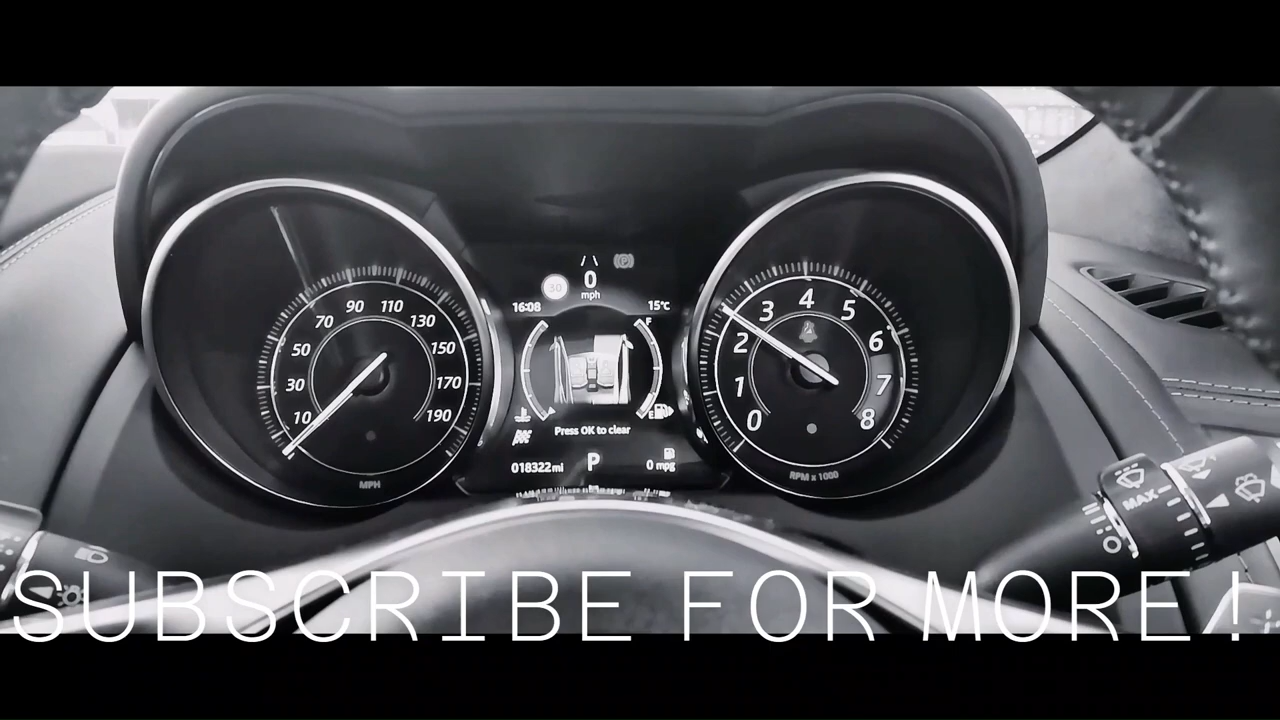 0
30
mph
16:08
15°C
F
90 110
70 130
50 150
30 170
10 190
MPH
E
Press OK to clear
018322mi
P
0 mpg
4
3 5
2 6
1 7
0 8
RPM x 1000
MAX
SUBSCRIBE FOR MORE!